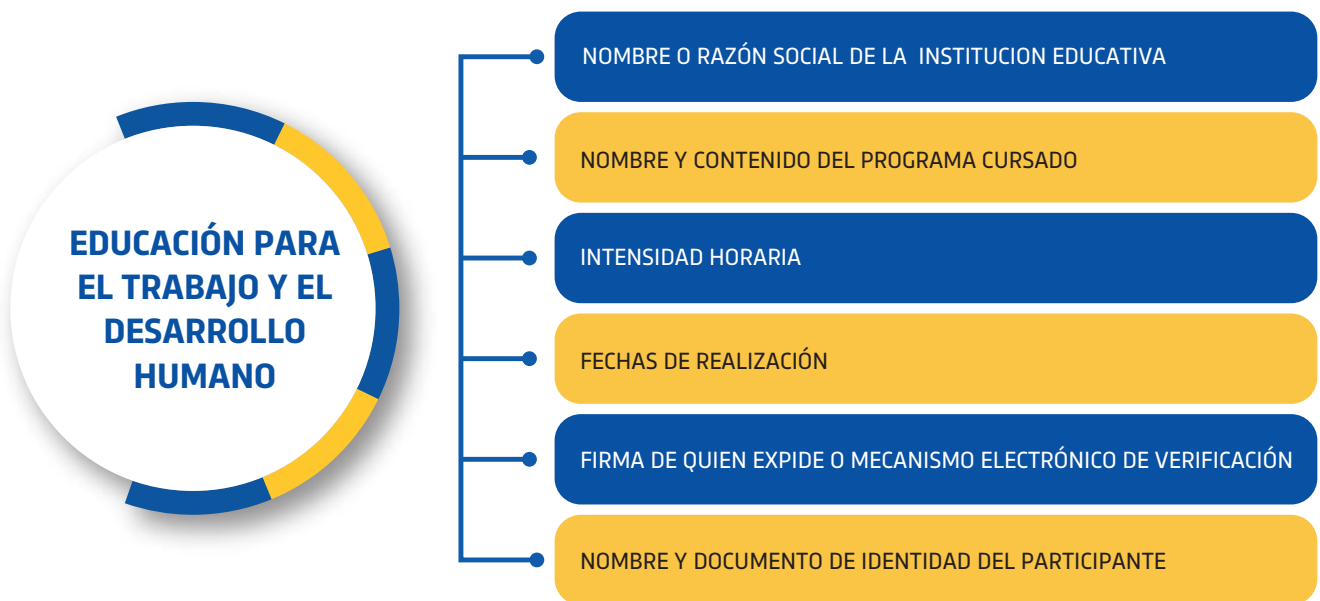 EDUCACIÓN PARA
EL TRABAJO Y EL
DESARROLLO
HUMANO
NOMBRE O RAZÓN SOCIAL DE LA INSTITUCION EDUCATIVA
NOMBRE Y CONTENIDO DEL PROGRAMA CURSADO
INTENSIDAD HORARIA
FECHAS DE REALIZACIÓN
FIRMA DE QUIEN EXPIDE O MECANISMO ELECTRÓNICO DE VERIFICACIÓN
NOMBRE Y DOCUMENTO DE IDENTIDAD DEL PARTICIPANTE